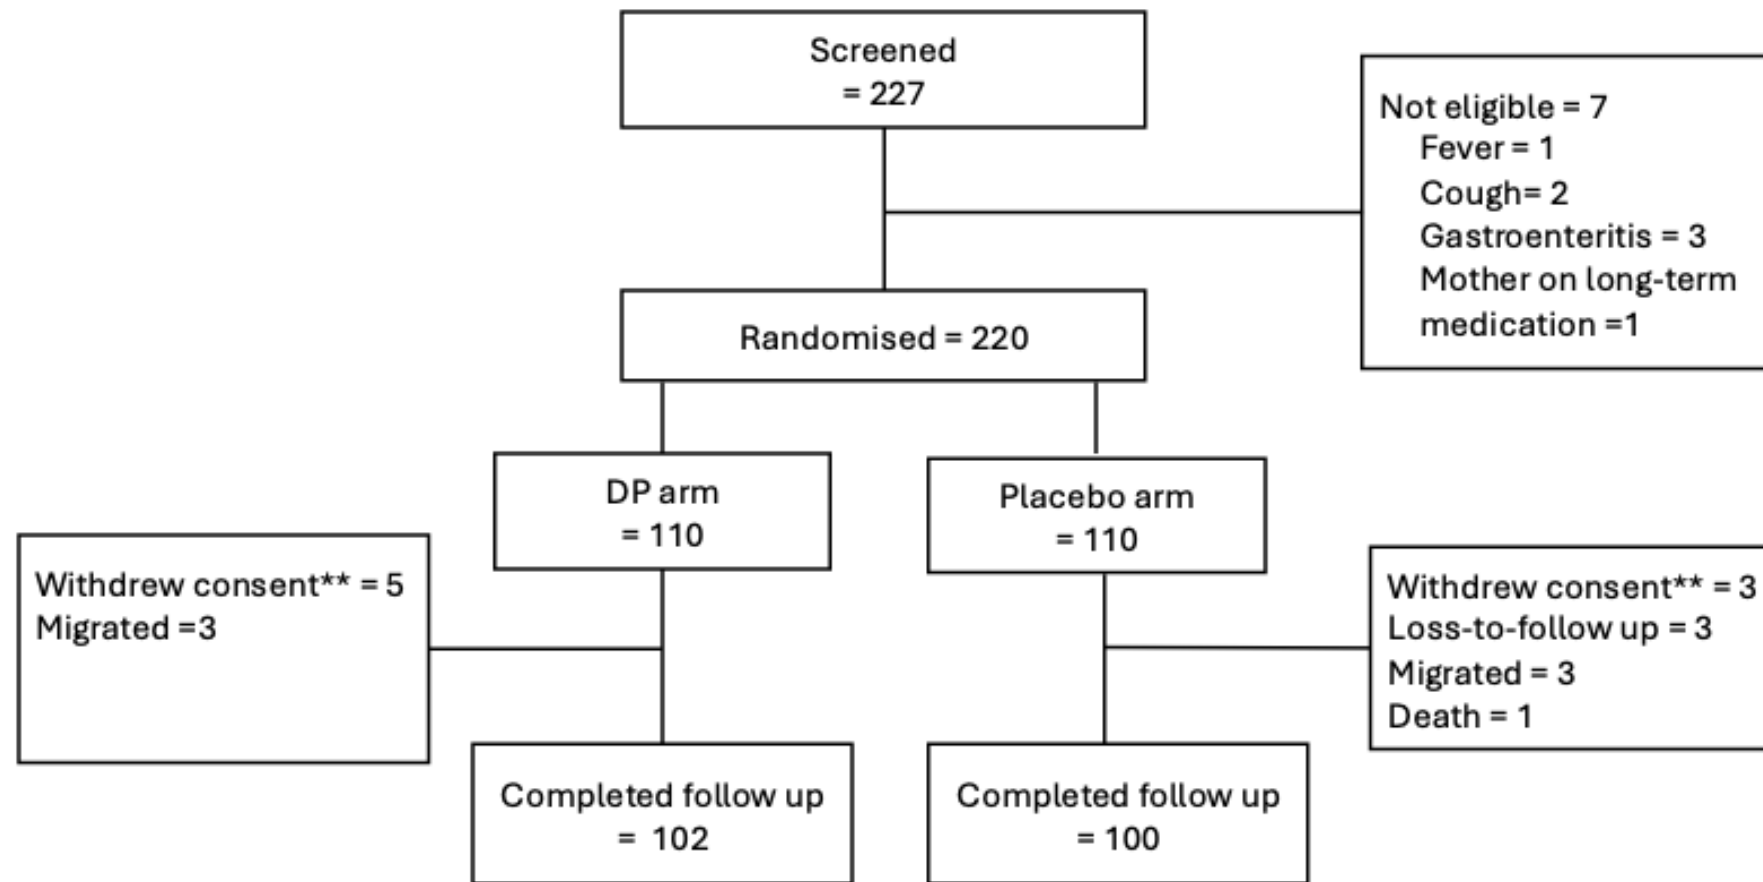 Screened
= 227
Not eligible = 7
Fever = 1
Cough= 2
Gastroenteritis = 3
Mother on long-term
medication =1
Randomised = 220
DP arm
= 110
Placebo arm
= 110
Withdrew consent** = 5
Migrated =3
Withdrew consent** = 3
Loss-to-follow up = 3
Migrated = 3
Death = 1
Completed follow up
= 102
Completed follow up
= 100